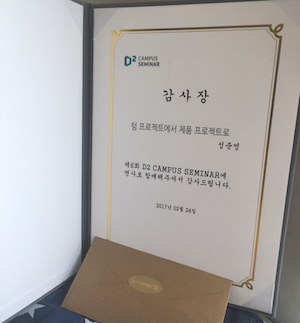 D2 CAMPUS
SEMINAR
감 사 장
텀 프로젝트에서 제품 프로젝트로
성준영
제6회 D2 CAMPUS SEMINAR에
연사로 함께해주셔서 감사드립니다.
2017년 02월 24일